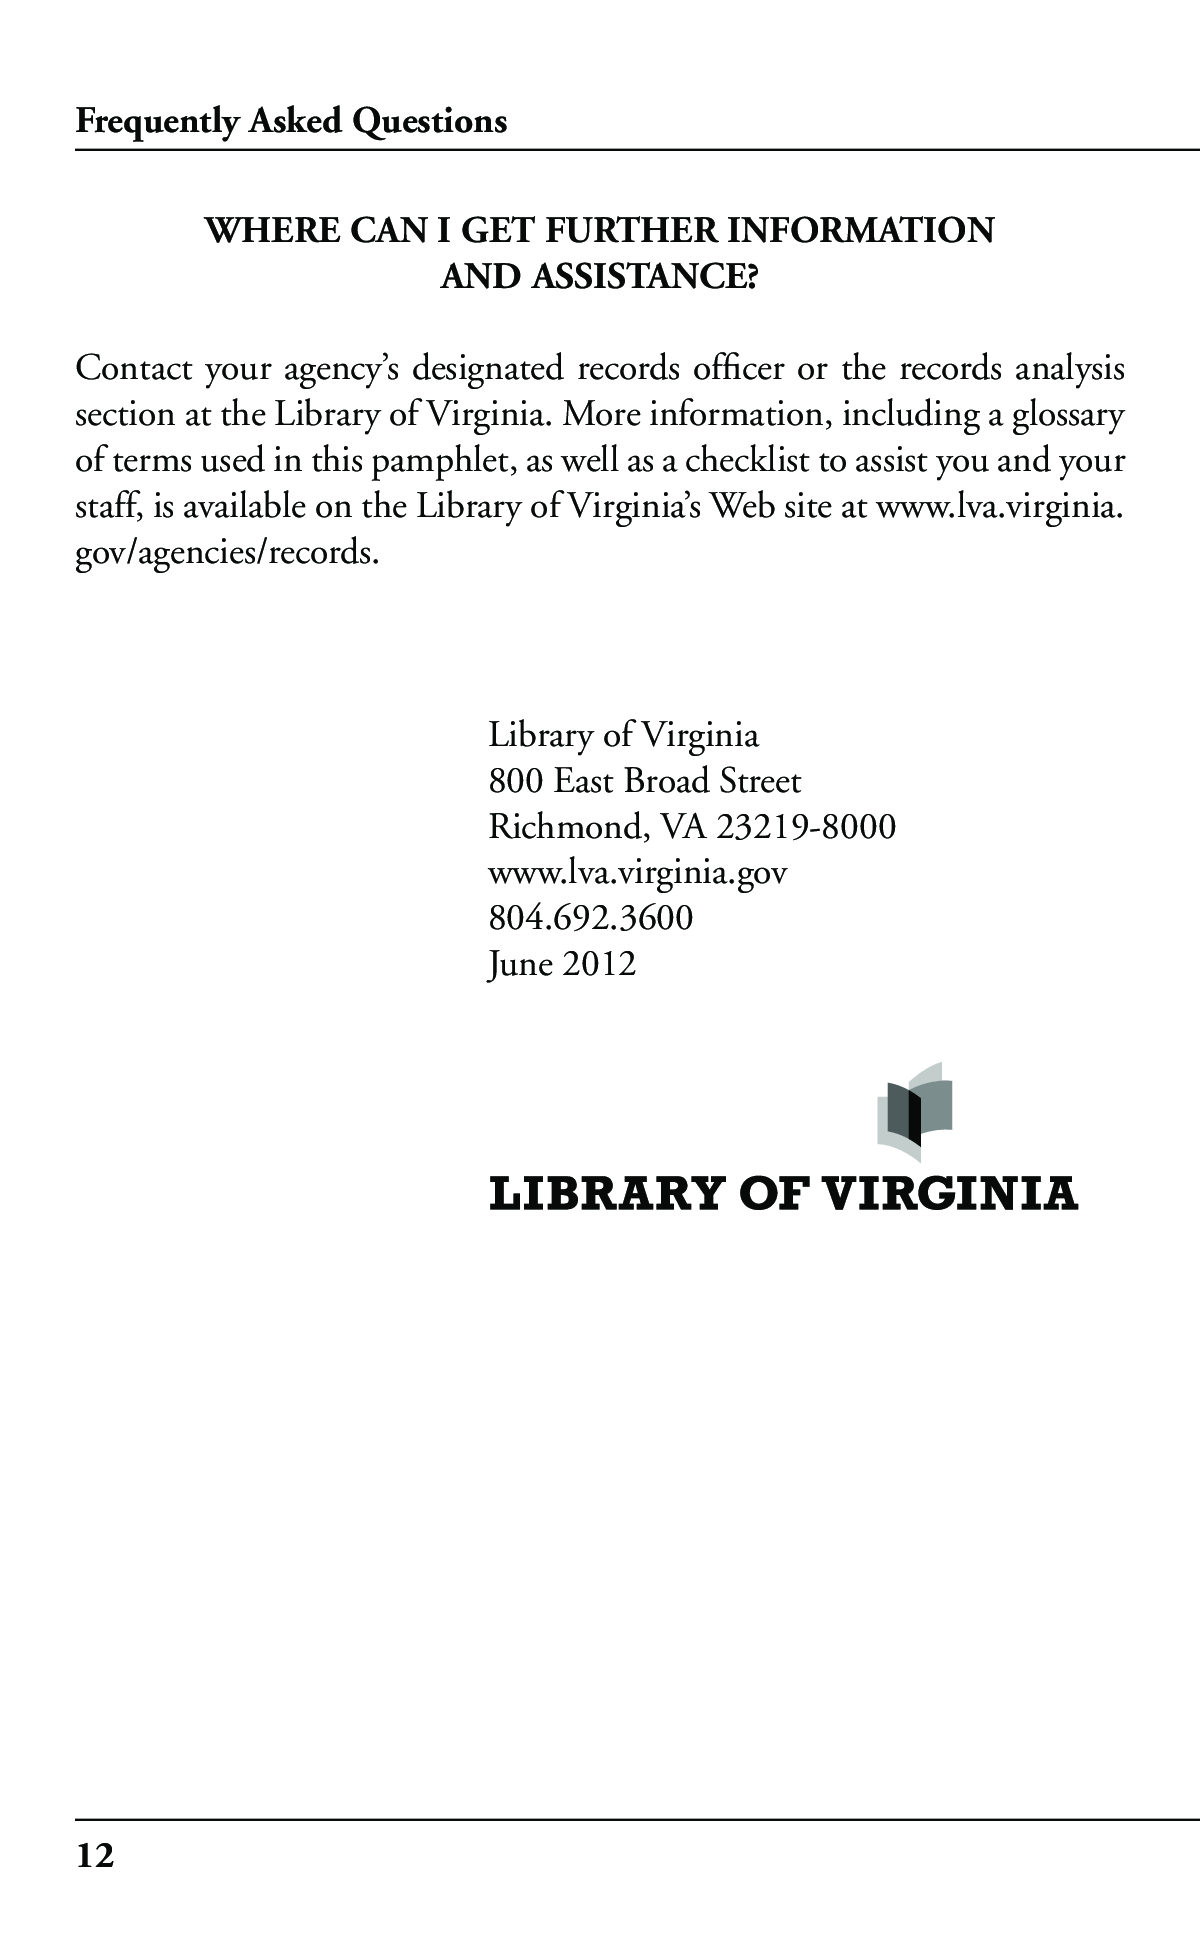 Frequently Asked Questions
WHERE CAN I GET FURTHER INFORMATION
AND ASSISTANCE?
Contact your agency’s designated records officer or the records analysis
section at the Library of Virginia. More information, including a glossary
of terms used in this pamphlet, as well as a checklist to assist you and your
staff, is available on the Library of Virginia’s Web site at www.lva.virginia.
gov/agencies/records.
Library of Virginia
800 East Broad Street
Richmond, VA 23219-8000
www.lva.virginia.gov
804.692.3600
June 2012
LIBRARY OF VIRGINIA
12